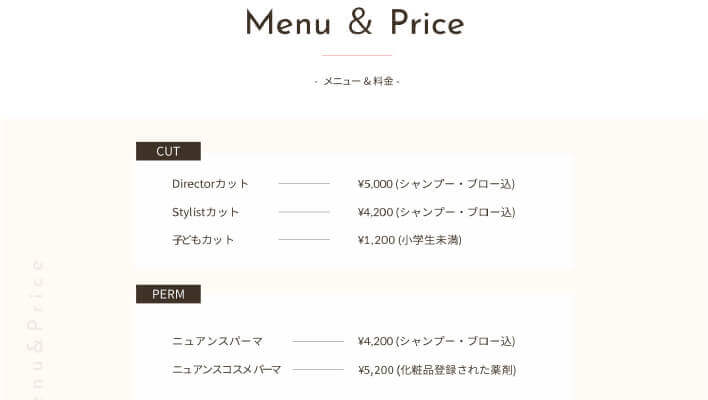 Menu & Price
- メニュー & 料金 -
CUT
Directorカット ¥5,000 (シャンプー・ブロー込)
Stylistカット ¥4,200 (シャンプー・ブロー込)
子どもカット ¥1,200 (小学生未満)
PERM
ニュアンスパーマ ¥4,200 (シャンプー・ブロー込)
ニュアンスコスメパーマ ¥5,200 (化粧品登録された薬剤)
enu&Price